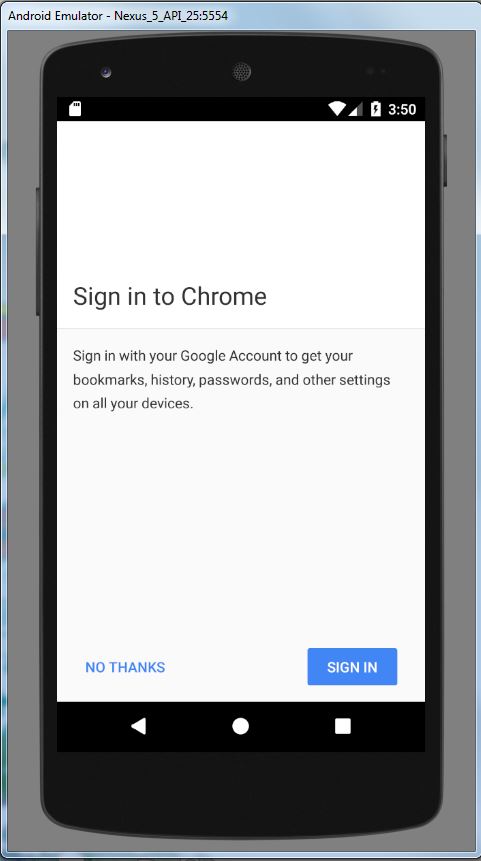 Android Emulator - Nexus_5_API_25:5554
3:50
Sign in to Chrome
Sign in with your Google Account to get your
bookmarks, history, passwords, and other settings
on all your devices.
NO THANKS
SIGN IN